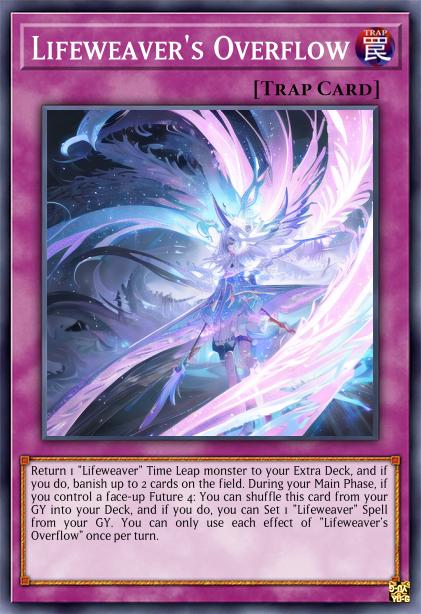 Lifeweaver's Overflow
TRAP
罠
[Trap Card]
Return 1 "Lifeweaver" Time Leap monster to your Extra Deck, and if
you do, banish up to 2 cards on the field. During your Main Phase, if
you control a face-up Future 4: You can shuffle this card from your
GY into your Deck, and if you do, you can Set 1 "Lifeweaver" Spell
from your GY. You can only use each effect of "Lifeweaver's
Overflow" once per turn.